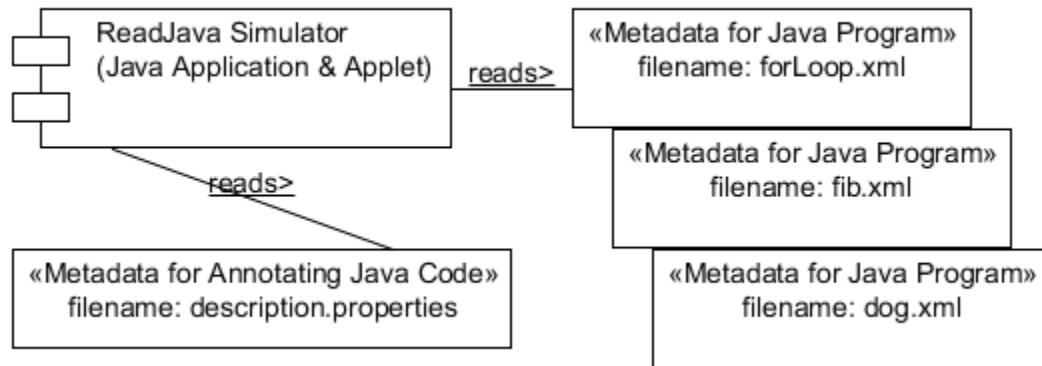 ReadJava Simulator
(Java Application & Applet)
reads>
«Metadata for Java Program»
filename: forLoop.xml
«Metadata for Java Program»
filename: fib.xml
reads>
«Metadata for Annotating Java Code»
filename: description.properties
«Metadata for Java Program»
filename: dog.xml